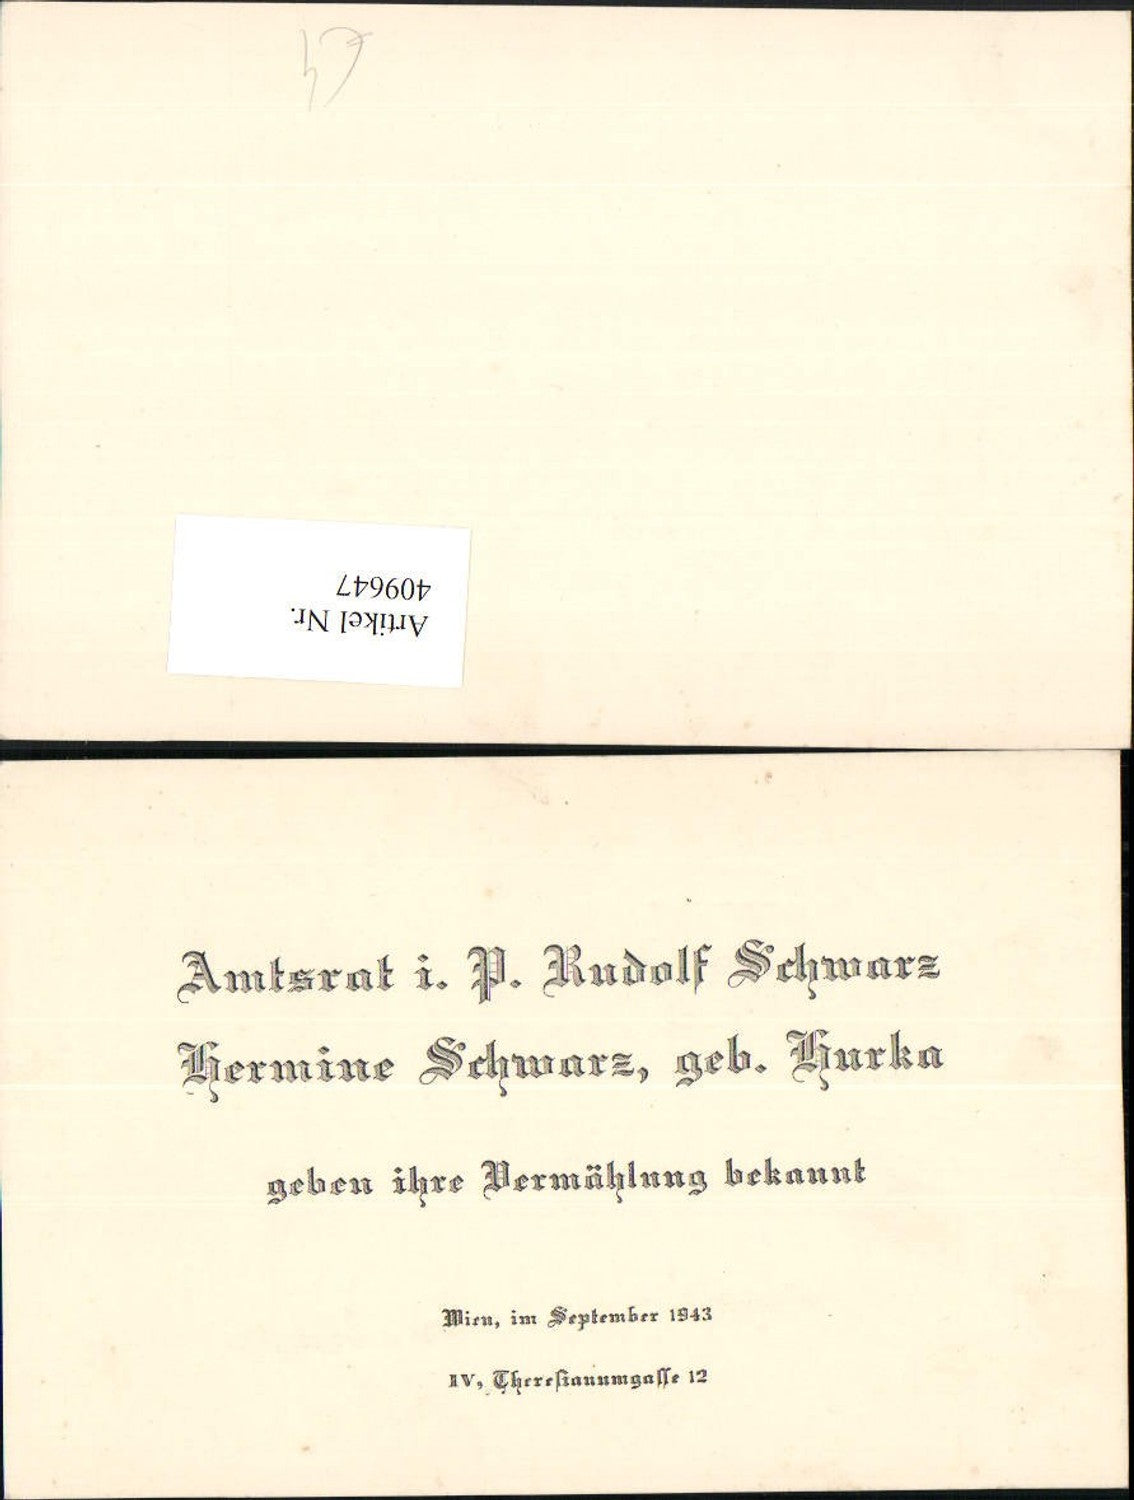 Artikel Nr.
409647
Amtsrat i. P. Rudolf Schwarz
Hermine Schwarz, geb. Hurka
geben ihre Vermählung bekannt
Wien, im September 1943
IV, Theresianumgasse 12